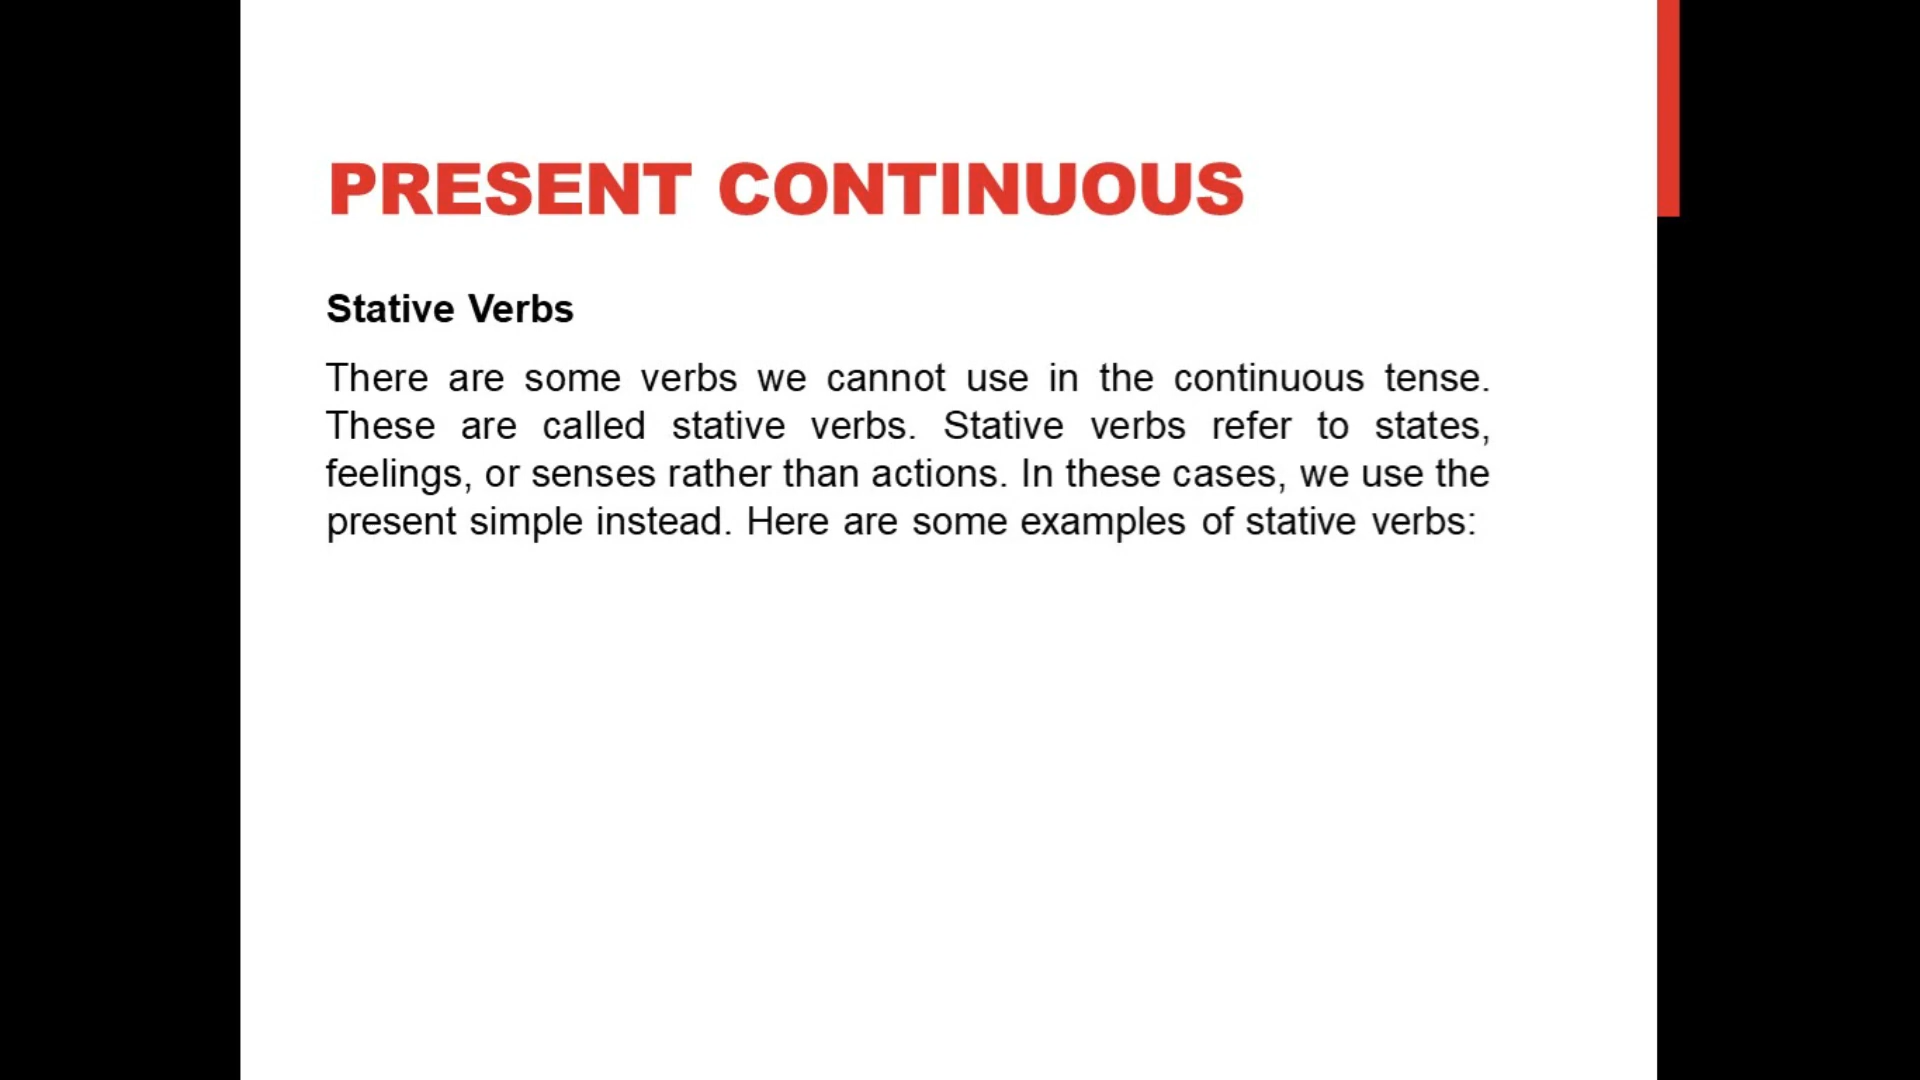 PRESENT CONTINUOUS
Stative Verbs
There are some verbs we cannot use in the continuous tense.
These are called stative verbs. Stative verbs refer to states,
feelings, or senses rather than actions. In these cases, we use the
present simple instead. Here are some examples of stative verbs: